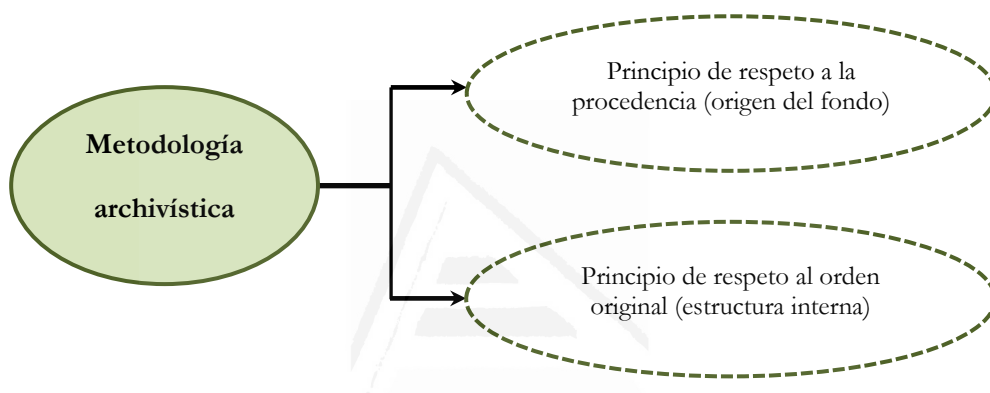 Metodología
archivística
Principio de respeto a la
procedencia (origen del fondo)
Principio de respeto al orden
original (estructura interna)